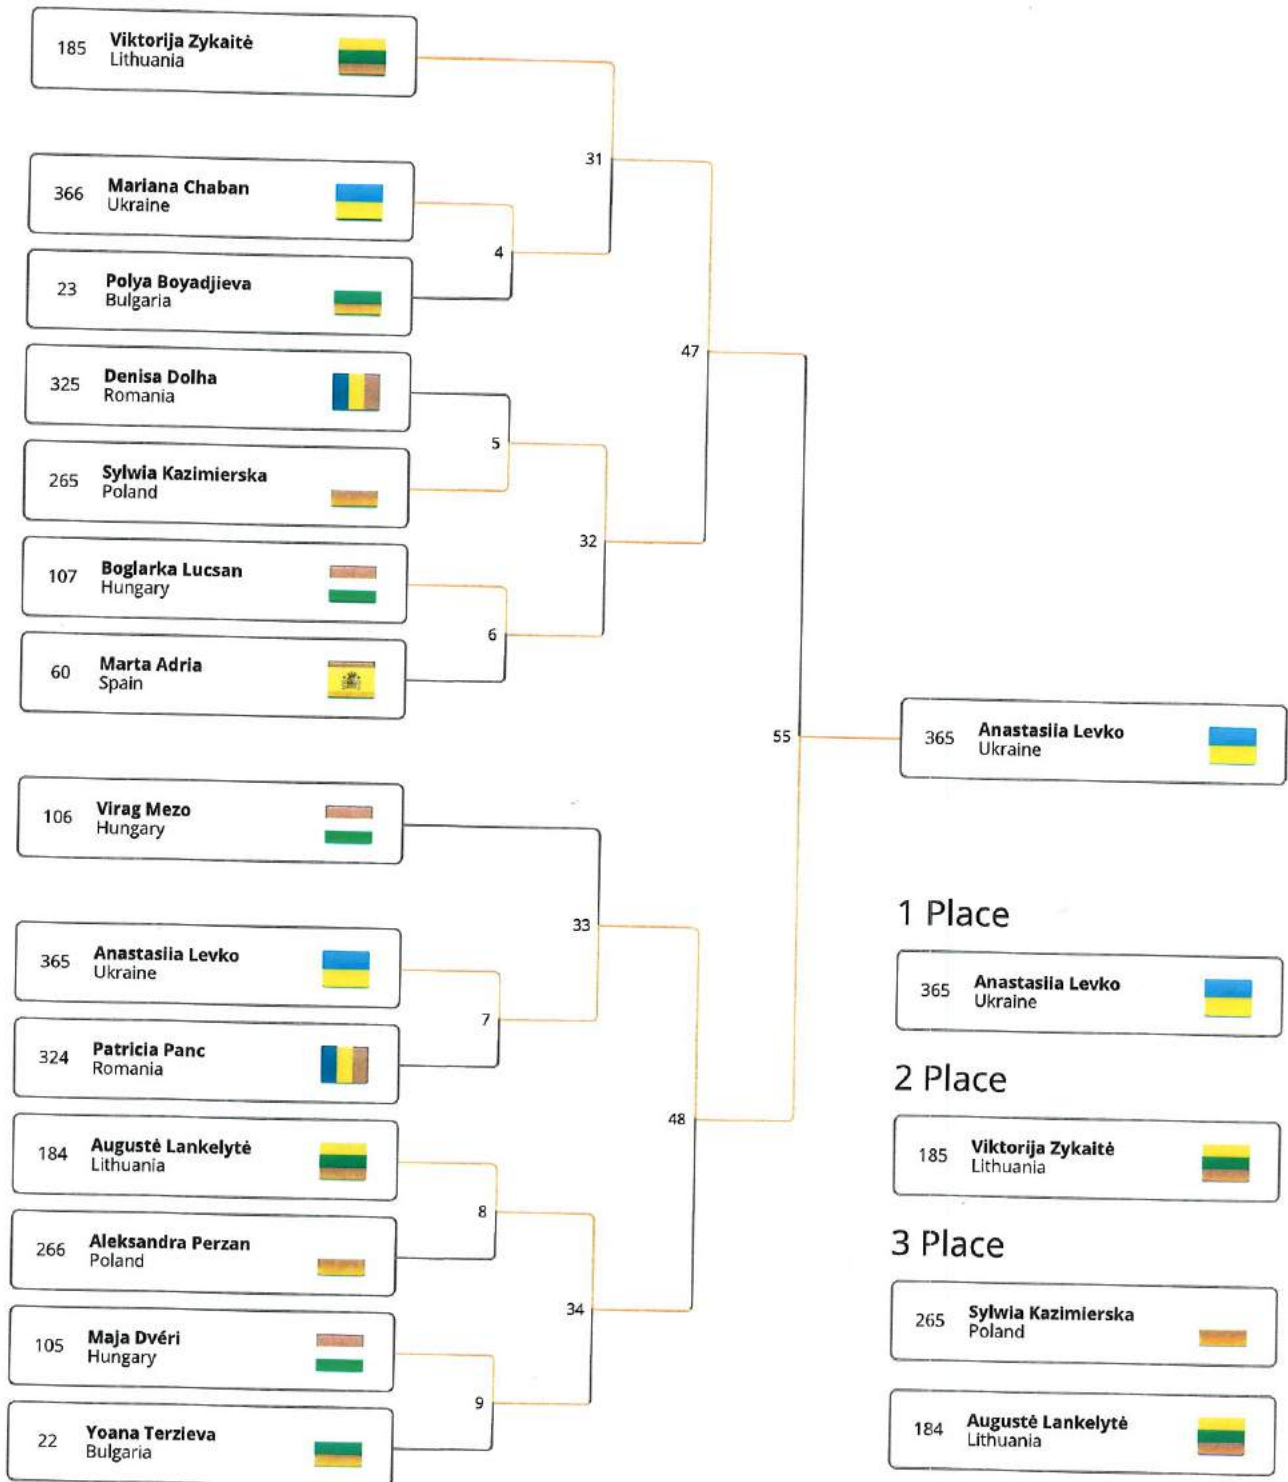 185 Viktorija Zykaitė
Lithuania
31
366 Mariana Chaban
Ukraine
4
23 Polya Boyadjieva
Bulgaria
47
325 Denisa Dolha
Romania
5
265 Sylwia Kazimierska
Poland
32
107 Boglarka Lucsan
Hungary
6
60 Marta Adria
Spain
55
365 Anastasiia Levko
Ukraine
106 Virag Mezo
Hungary
33
365 Anastasiia Levko
Ukraine
7
324 Patricia Panc
Romania
48
184 Augustė Lankelytė
Lithuania
8
266 Aleksandra Perzan
Poland
34
105 Maja Dvéri
Hungary
9
22 Yoana Terzieva
Bulgaria
1 Place
365 Anastasiia Levko
Ukraine
2 Place
185 Viktorija Zykaitė
Lithuania
3 Place
265 Sylwia Kazimierska
Poland
184 Augustė Lankelytė
Lithuania